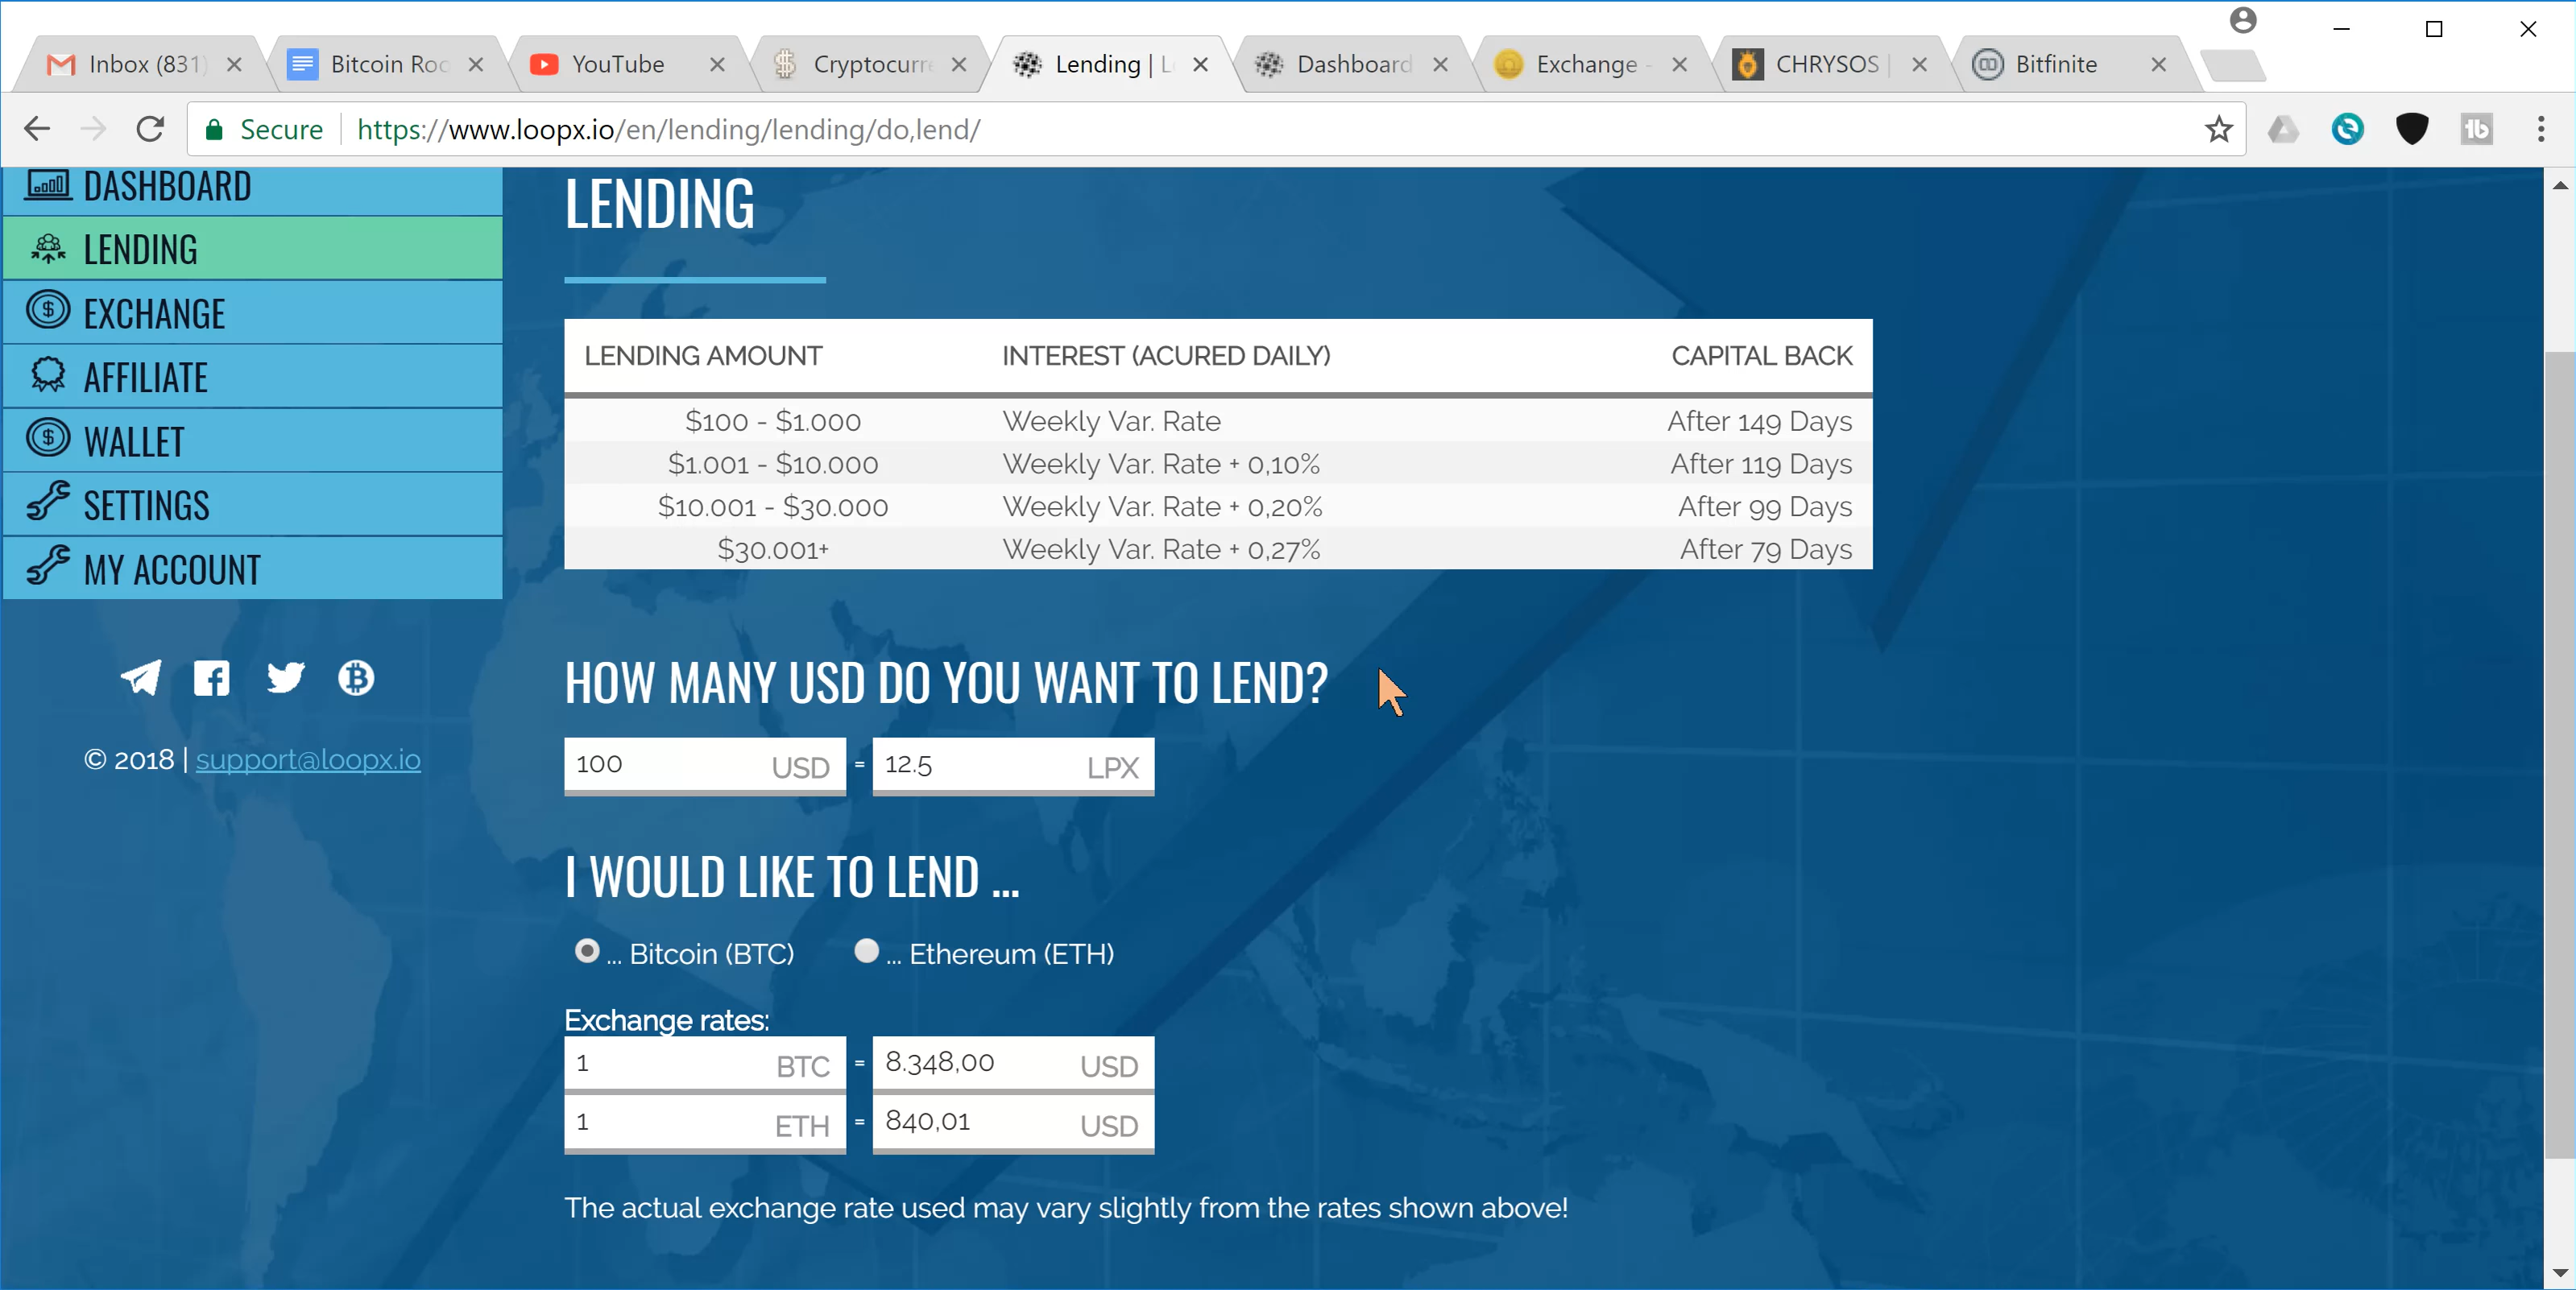 Inbox (831)
Bitcoin Roc
YouTube
Cryptocurre
Lending | L
Dashboard
Exchange -
CHRYSOS |
Bitfinite
Secure
https://www.loopx.io/en/lending/lending/do,lend/
DASHBOARD
LENDING
EXCHANGE
AFFILIATE
WALLET
SETTINGS
MY ACCOUNT
© 2018 | support@loopx.io
LENDING
LENDING AMOUNT INTEREST (ACURED DAILY) CAPITAL BACK
$100 - $1.000 Weekly Var. Rate After 149 Days
$1.001 - $10.000 Weekly Var. Rate + 0,10% After 119 Days
$10.001 - $30.000 Weekly Var. Rate + 0,20% After 99 Days
$30.001+ Weekly Var. Rate + 0,27% After 79 Days
HOW MANY USD DO YOU WANT TO LEND?
100 USD = 12.5 LPX
I WOULD LIKE TO LEND ...
... Bitcoin (BTC) ... Ethereum (ETH)
Exchange rates:
1 BTC = 8.348,00 USD
1 ETH = 840,01 USD
The actual exchange rate used may vary slightly from the rates shown above!